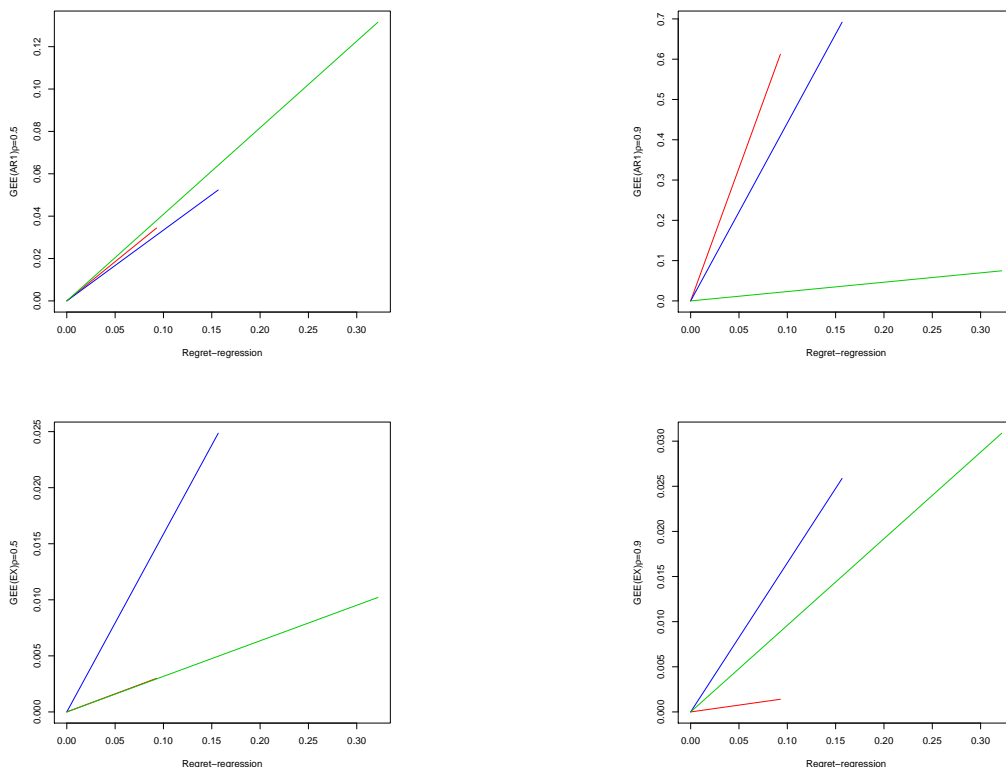 0.00 0.02 0.04 0.06 0.08 0.10 0.12
GEE(AR1)ρ=0.5
0.00 0.05 0.10 0.15 0.20 0.25 0.30
Regret−regression
0.0 0.1 0.2 0.3 0.4 0.5 0.6 0.7
GEE(AR1)ρ=0.9
0.00 0.05 0.10 0.15 0.20 0.25 0.30
Regret−regression
0.000 0.005 0.010 0.015 0.020 0.025
GEE(EX)ρ=0.5
0.00 0.05 0.10 0.15 0.20 0.25 0.30
Regret−regression
0.000 0.005 0.010 0.015 0.020 0.025 0.030
GEE(EX)ρ=0.9
0.00 0.05 0.10 0.15 0.20 0.25 0.30
Regret−regression